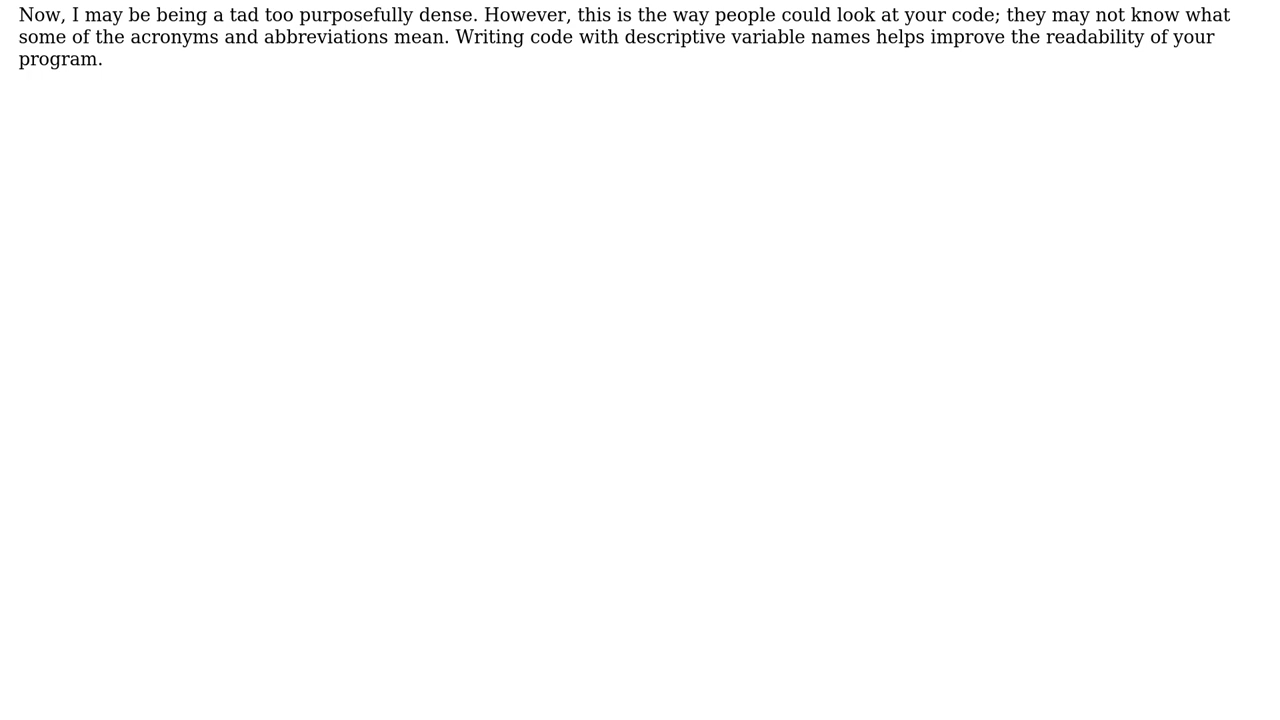 Now, I may be being a tad too purposefully dense. However, this is the way people could look at your code; they may not know what
some of the acronyms and abbreviations mean. Writing code with descriptive variable names helps improve the readability of your
program.